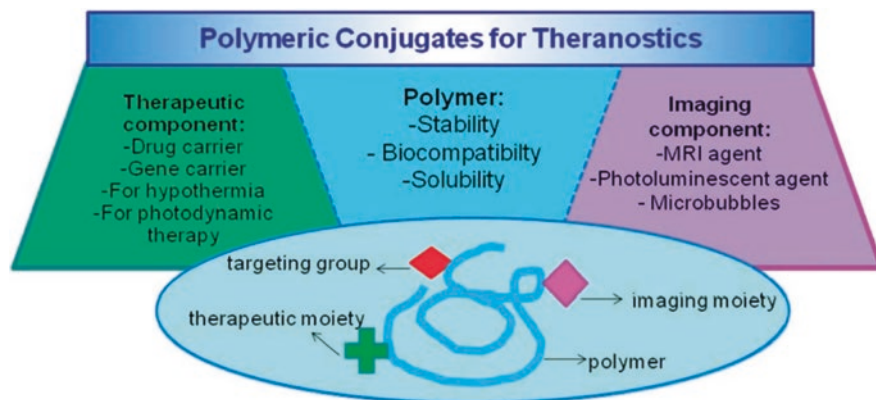 Polymeric Conjugates for Theranostics
Therapeutic
component:
-Drug carrier
-Gene carrier
-For hypothermia
-For photodynamic
therapy
Polymer:
-Stability
- Biocompatibilty
-Solubility
Imaging
component:
-MRI agent
-Photoluminescent agent
- Microbubbles
targeting group
therapeutic moiety
imaging moiety
polymer